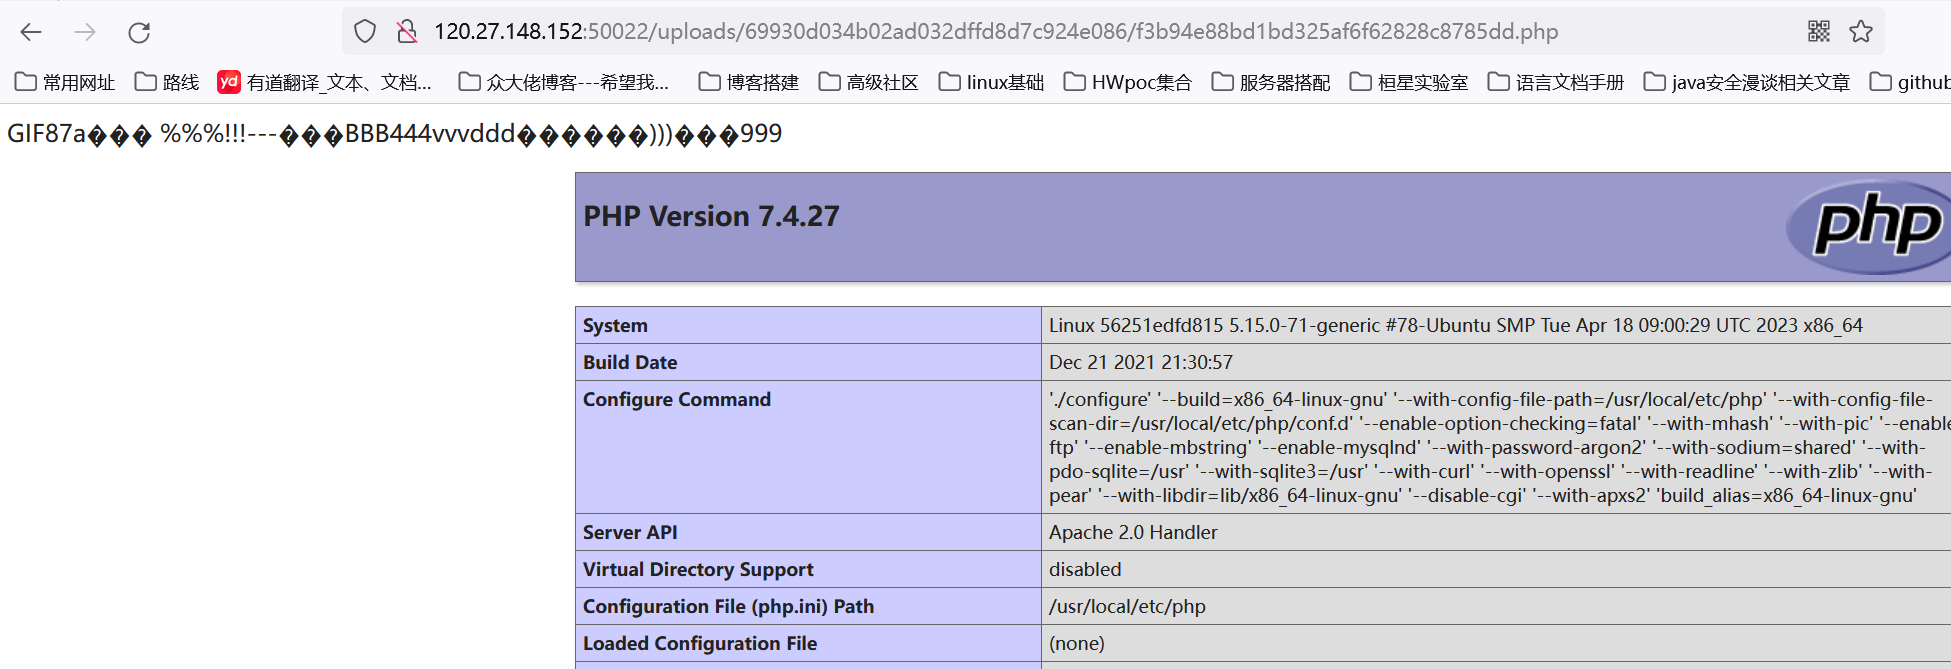 120.27.148.152:50022/uploads/69930d034b02ad032dffd8d7c924e086/f3b94e88bd1bd325af6f62828c8785dd.php
常用网址 路线 yd 有道翻译_文本、文档... 众大佬博客---希望我... 博客搭建 高级社区 linux基础 HWpoc集合 服务器搭配 桓星实验室 语言文档手册 java安全漫谈相关文章 github
GIF87a��� %%%!!!---���BBB444vvvddd������)))���999
PHP Version 7.4.27
php
System Linux 56251edfd815 5.15.0-71-generic #78-Ubuntu SMP Tue Apr 18 09:00:29 UTC 2023 x86_64
Build Date Dec 21 2021 21:30:57
Configure Command './configure' '--build=x86_64-linux-gnu' '--with-config-file-path=/usr/local/etc/php' '--with-config-file-
scan-dir=/usr/local/etc/php/conf.d' '--enable-option-checking=fatal' '--with-mhash' '--with-pic' '--enable
ftp' '--enable-mbstring' '--enable-mysqlnd' '--with-password-argon2' '--with-sodium=shared' '--with-
pdo-sqlite=/usr' '--with-sqlite3=/usr' '--with-curl' '--with-openssl' '--with-readline' '--with-zlib' '--with-
pear' '--with-libdir=lib/x86_64-linux-gnu' '--disable-cgi' '--with-apxs2' 'build_alias=x86_64-linux-gnu'
Server API Apache 2.0 Handler
Virtual Directory Support disabled
Configuration File (php.ini) Path /usr/local/etc/php
Loaded Configuration File (none)